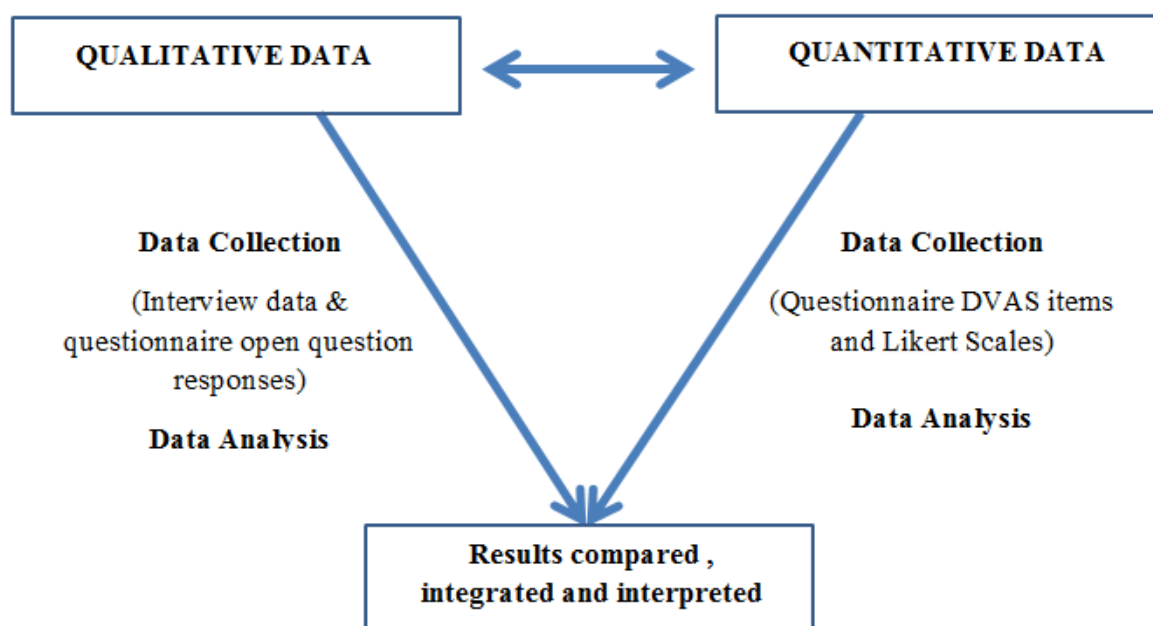 QUALITATIVE DATA
QUANTITATIVE DATA
Data Collection
(Interview data &
questionnaire open question
responses)
Data Analysis
Data Collection
(Questionnaire DVAS items
and Likert Scales)
Data Analysis
Results compared ,
integrated and interpreted